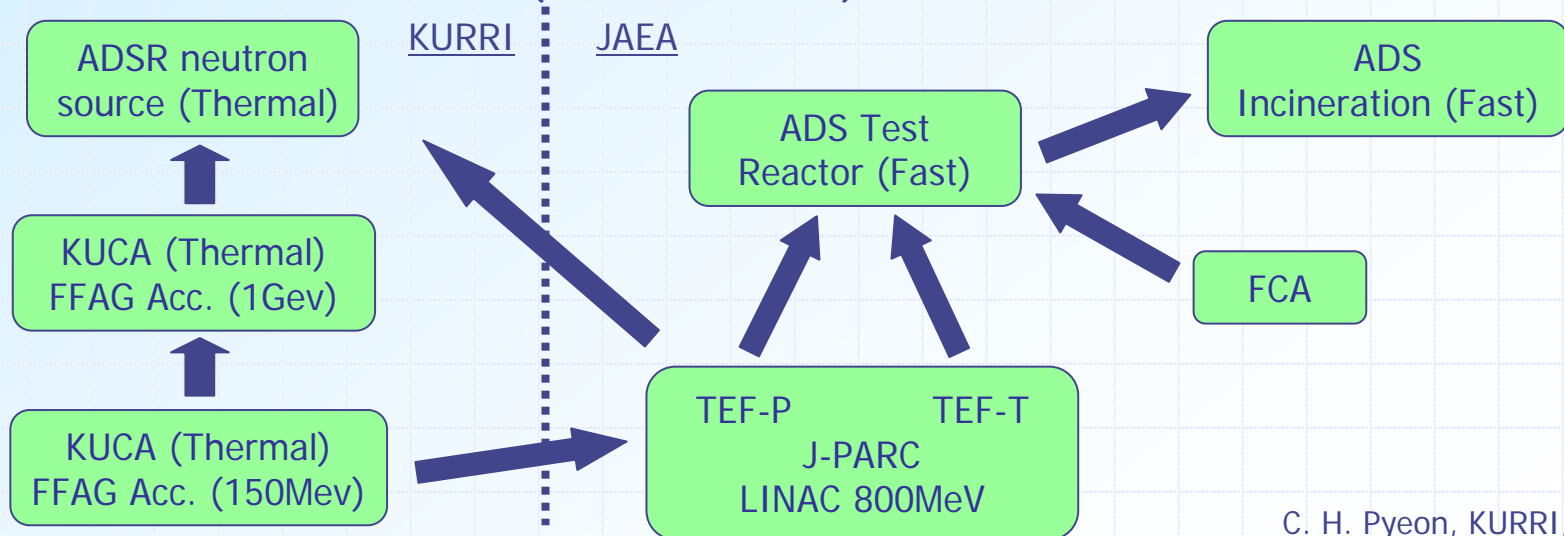 KURRI
JAEA
ADSR neutron
source (Thermal)
KUCA (Thermal)
FFAG Acc. (1Gev)
KUCA (Thermal)
FFAG Acc. (150Mev)
ADS Test
Reactor (Fast)
ADS
Incineration (Fast)
FCA
TEF-P TEF-T
J-PARC
LINAC 800MeV
C. H. Pyeon, KURRI